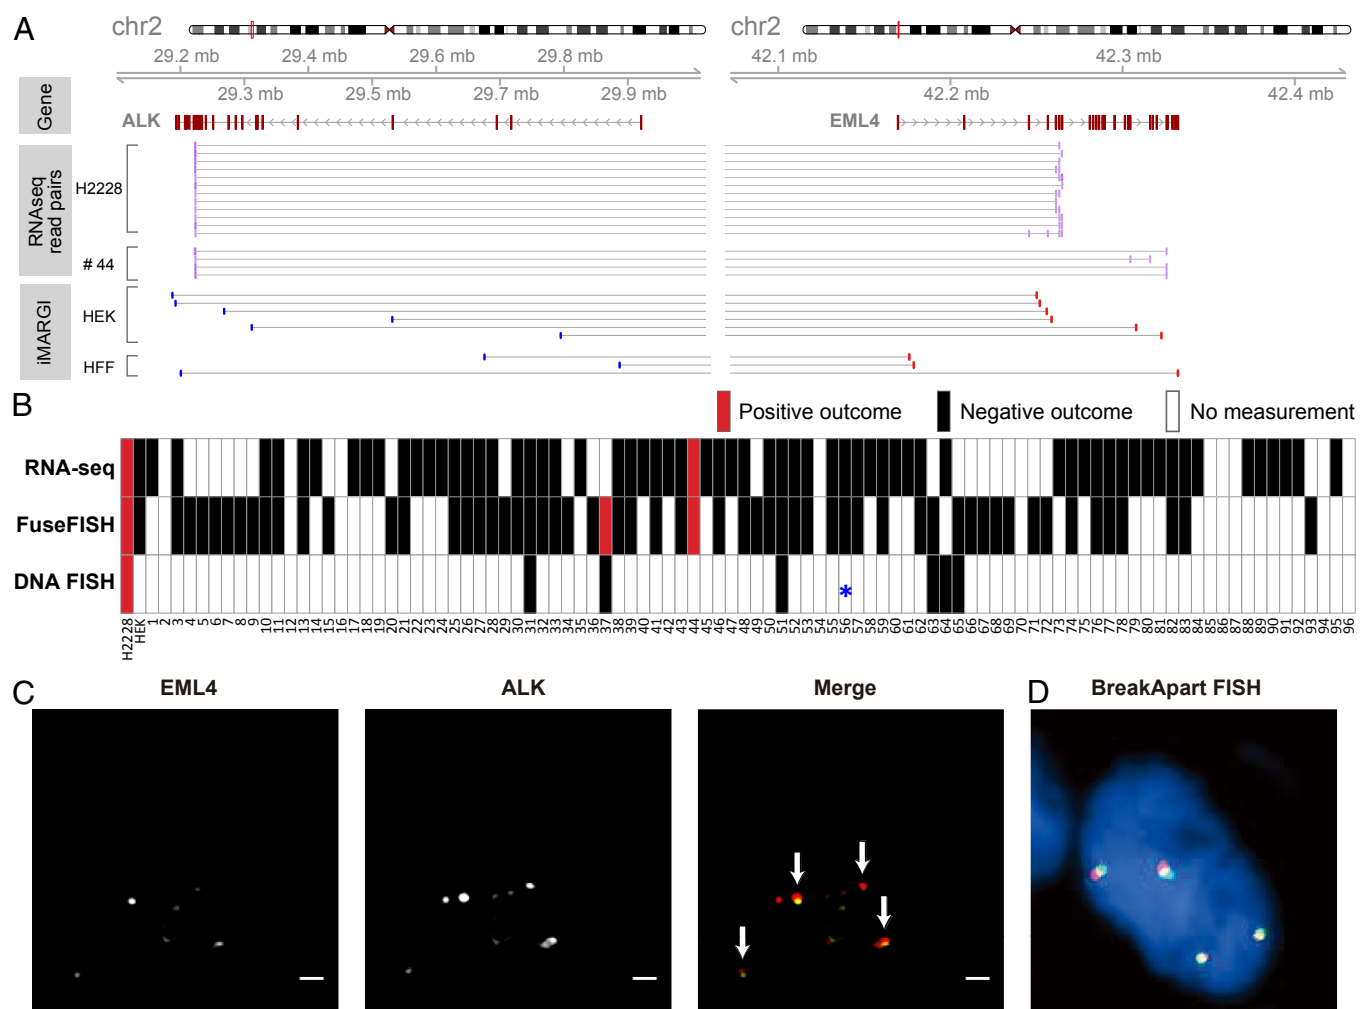 A
chr2
chr2
29.2 mb 29.4 mb 29.6 mb 29.8 mb
42.1 mb 42.3 mb
29.3 mb 29.5 mb 29.7 mb 29.9 mb
42.2 mb 42.4 mb
Gene
ALK
EML4
RNAseq
read pairs
H2228
# 44
iMARGI
HEK
HFF
B
Positive outcome
Negative outcome
No measurement
RNA-seq
FuseFISH
DNA FISH
*
H2228 HEK 1 2 3 4 5 6 7 8 9 10 11 12 13 14 15 16 17 18 19 20 21 22 23 24 25 26 27 28 29 30 31 32 33 34 35 36 37 38 39 40 41 42 43 44 45 46 47 48 49 50 51 52 53 54 55 56 57 58 59 60 61 62 63 64 65 66 67 68 69 70 71 72 73 74 75 76 77 78 79 80 81 82 83 84 85 86 87 88 89 90 91 92 93 94 95 96
C
EML4
ALK
Merge
D
BreakApart FISH